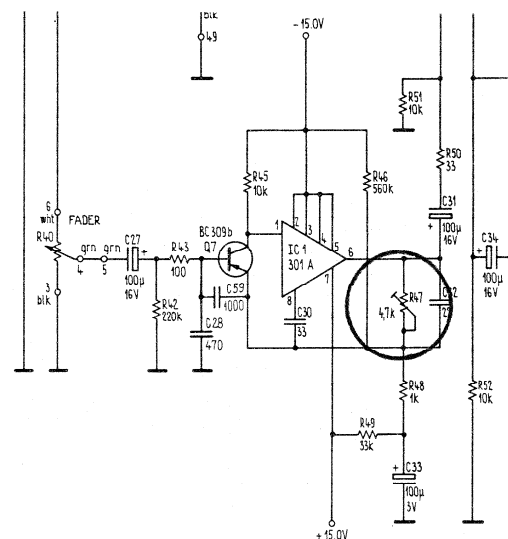 blk
49
- 15.0V
R51
10k
R50
33
R45
10k
R46
560k
6
wht
FADER
R40
C31
+
100µ
16V
C34
+
100µ
16V
grn
4
grn
5
C27
+
100µ
16V
R43
100
BC309b
Q7
1
2
3
4
5
6
7
8
IC 1
301 A
3
blk
R42
220k
C59
1000
C28
470
C30
33
R47
4,7k
R48
1k
R49
33k
R52
10k
C33
+
100µ
3V
+ 15.0V